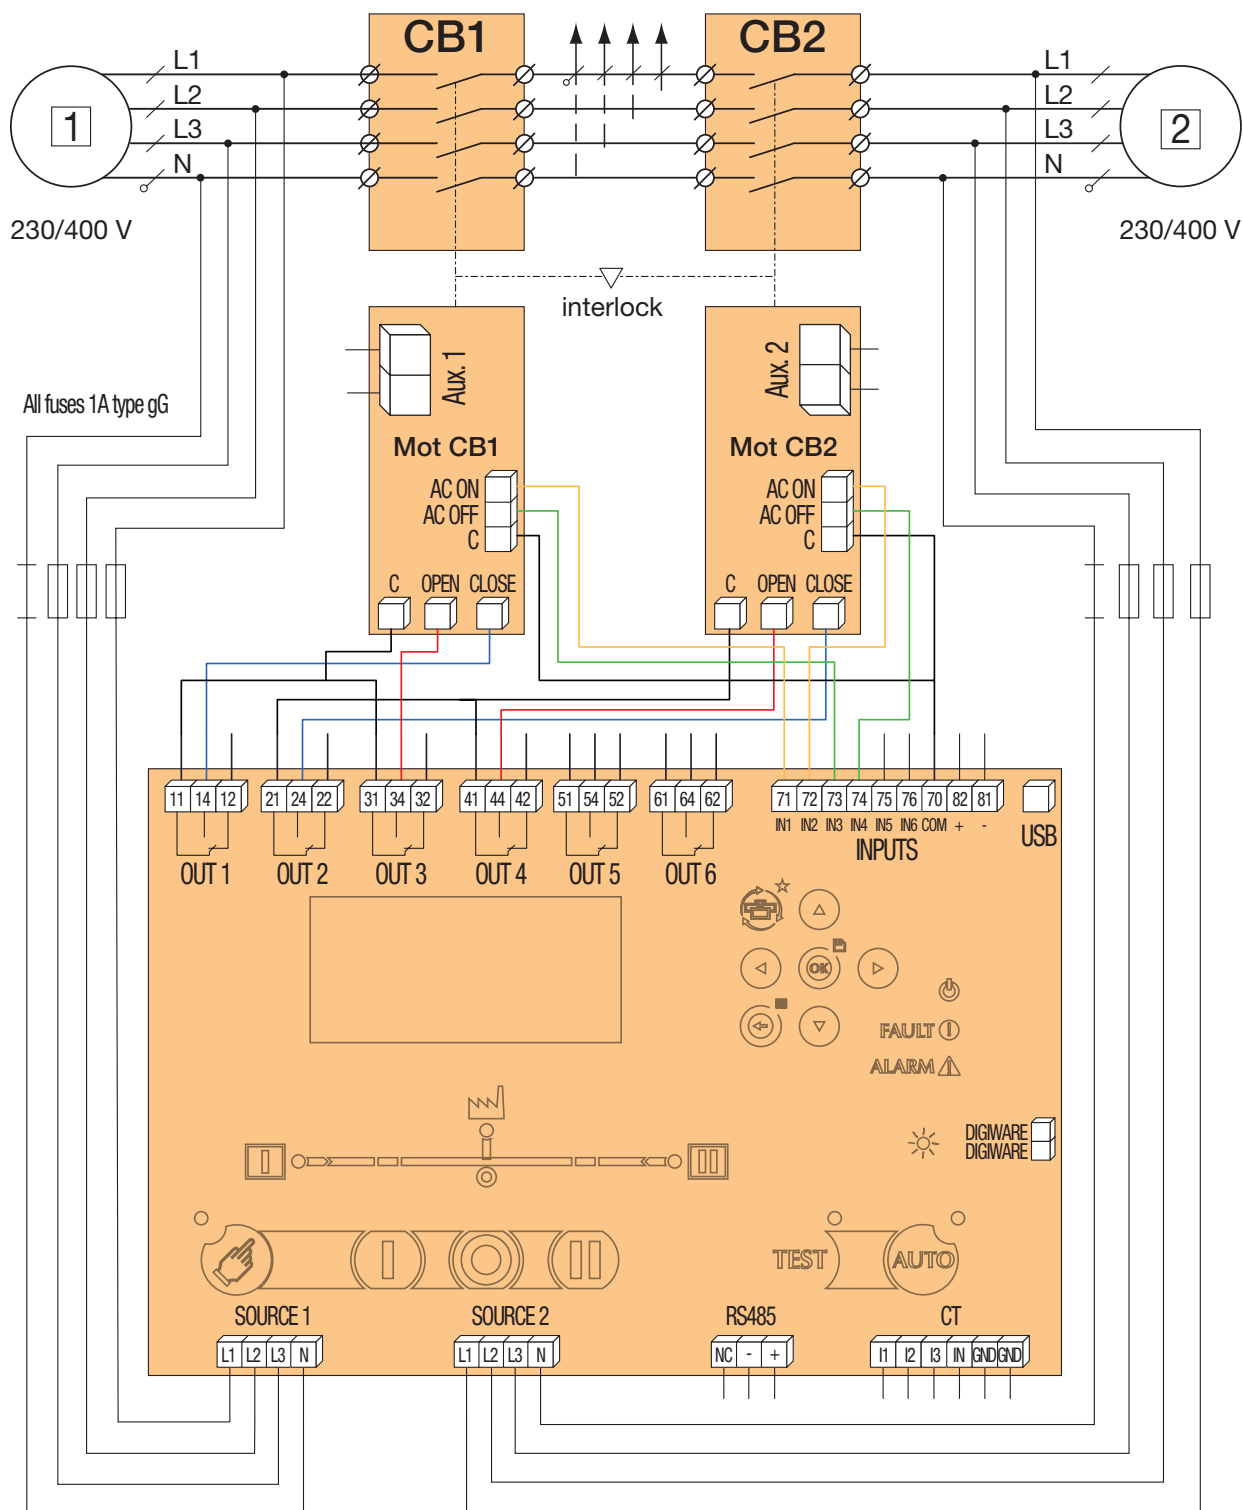 CB1
CB2
L1
L2
L3
N
1
230/400 V
L1
L2
L3
N
2
230/400 V
interlock
All fuses 1A type gG
Aux. 1
Mot CB1
AC ON
AC OFF
C
C OPEN CLOSE
Aux. 2
Mot CB2
AC ON
AC OFF
C
C OPEN CLOSE
11 14 12
21 24 22
31 34 32
41 44 42
51 54 52
61 64 62
71 72 73 74 75 76 70 82 81
IN1 IN2 IN3 IN4 IN5 IN6 COM + -
OUT 1
OUT 2
OUT 3
OUT 4
OUT 5
OUT 6
INPUTS
USB
OK
FAULT
ALARM
DIGIWARE
DIGIWARE
TEST
AUTO
SOURCE 1
L1 L2 L3 N
SOURCE 2
L1 L2 L3 N
RS485
NC - +
CT
I1 I2 I3 IN GND GND